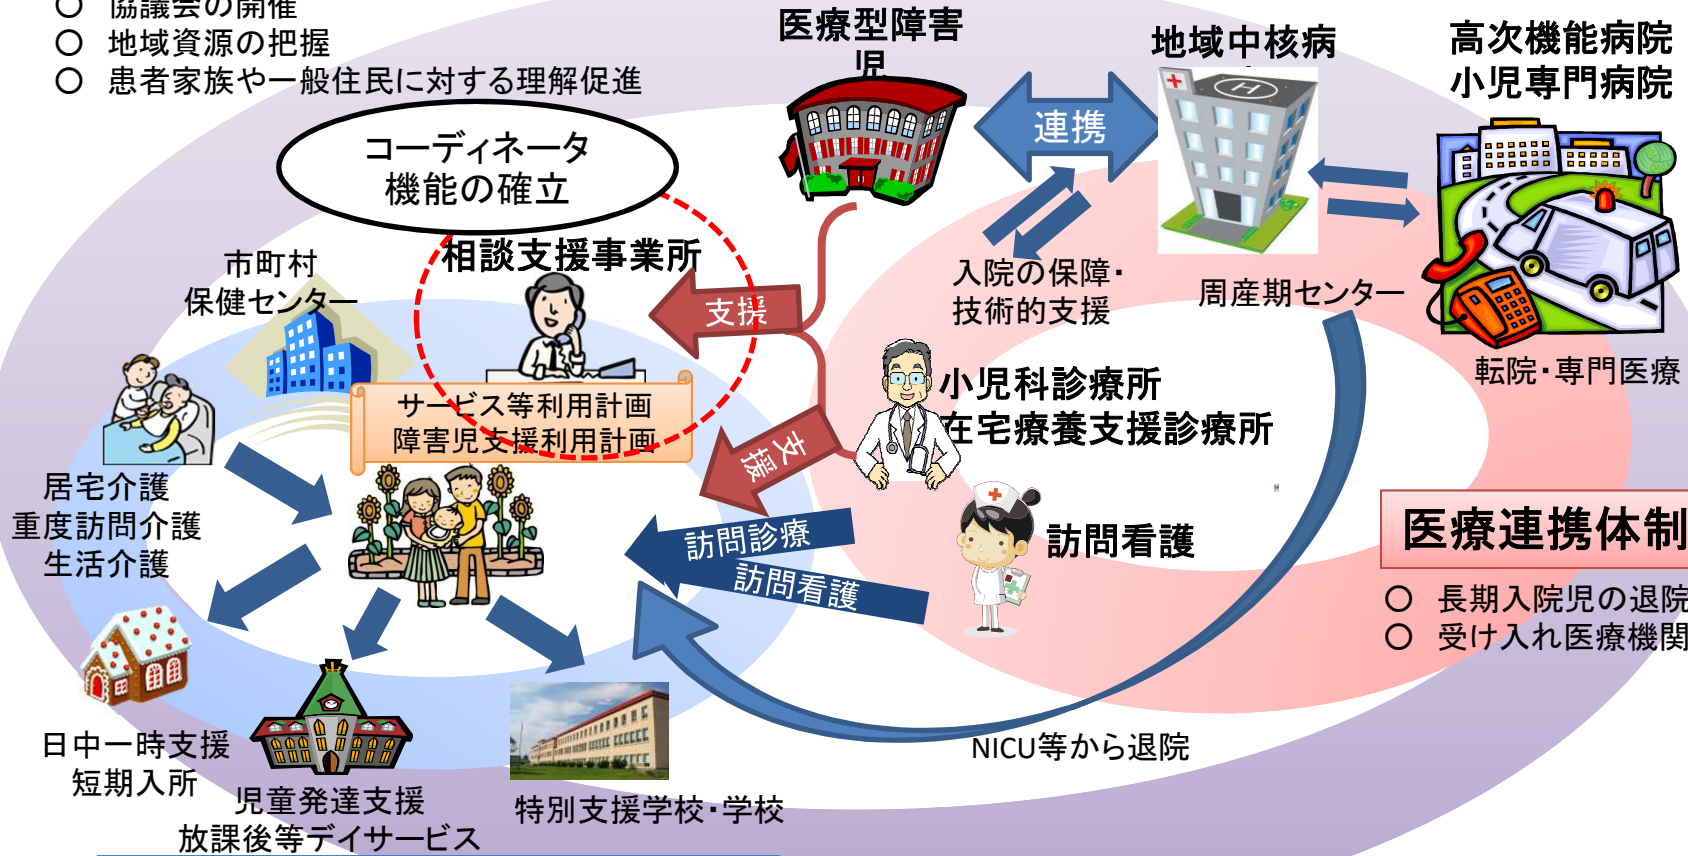 ○ 協議会の開催
○ 地域資源の把握
○ 患者家族や一般住民に対する理解促進
コーディネータ
機能の確立
医療型障害
児
地域中核病
高次機能病院
小児専門病院
連携
相談支援事業所
市町村
保健センター
支援
入院の保障・
技術的支援
周産期センター
転院・専門医療
サービス等利用計画
障害児支援利用計画
小児科診療所
在宅療養支援診療所
支援
居宅介護
重度訪問介護
生活介護
訪問診療
訪問看護
訪問看護
医療連携体制
○ 長期入院児の退院
○ 受け入れ医療機関
日中一時支援
短期入所
児童発達支援
放課後等デイサービス
特別支援学校・学校
NICU等から退院